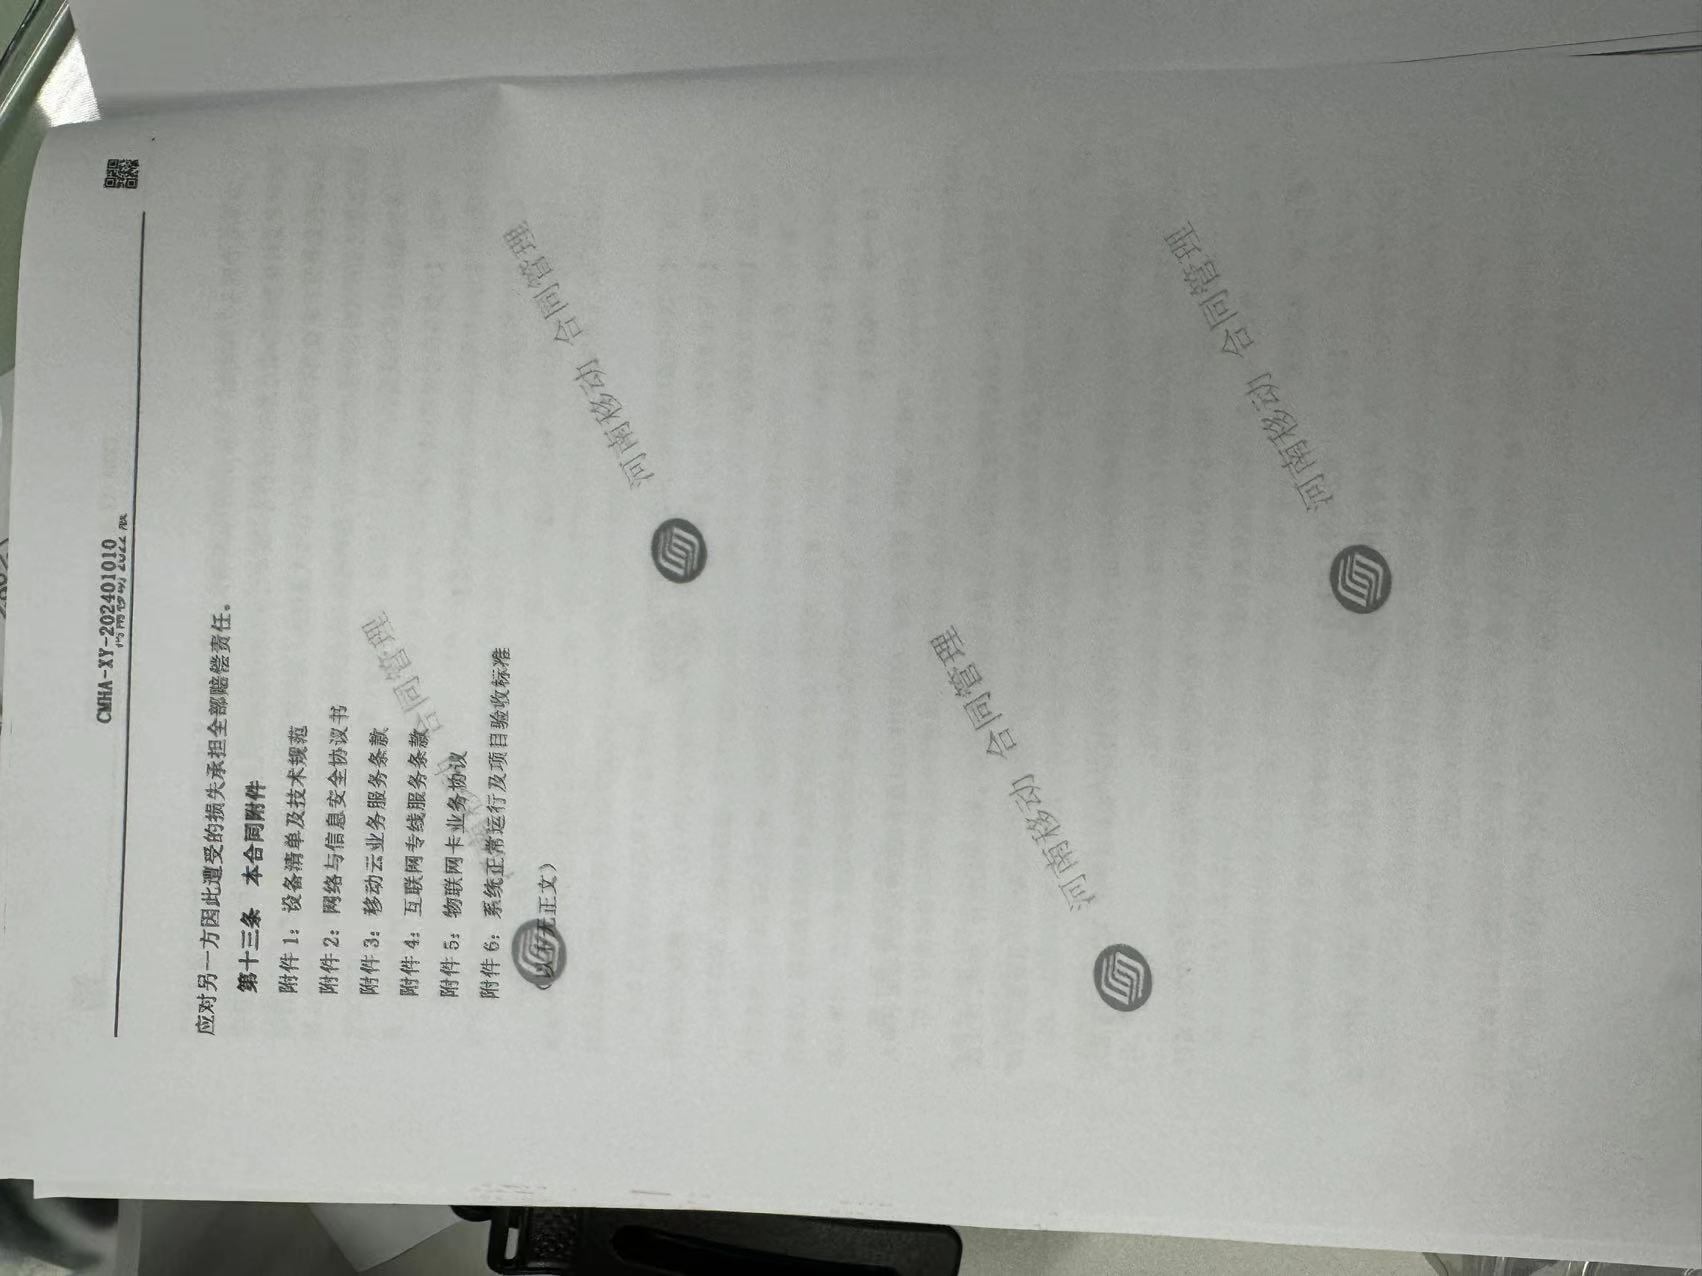 CMHA-XY-202401010
河南移动 2022 版
应对另一方因此遭受的损失承担全部赔偿责任。
第十三条 本合同附件
附件 1：设备清单及技术规范
附件 2：网络与信息安全协议书
附件 3：移动云业务服务条款
附件 4：互联网专线服务条款
附件 5：物联网卡业务协议
附件 6：系统正常运行及项目验收标准
（以下无正文）
合同管理
河南移动 合同管理
河南移动 合同管理
河南移动 合同管理